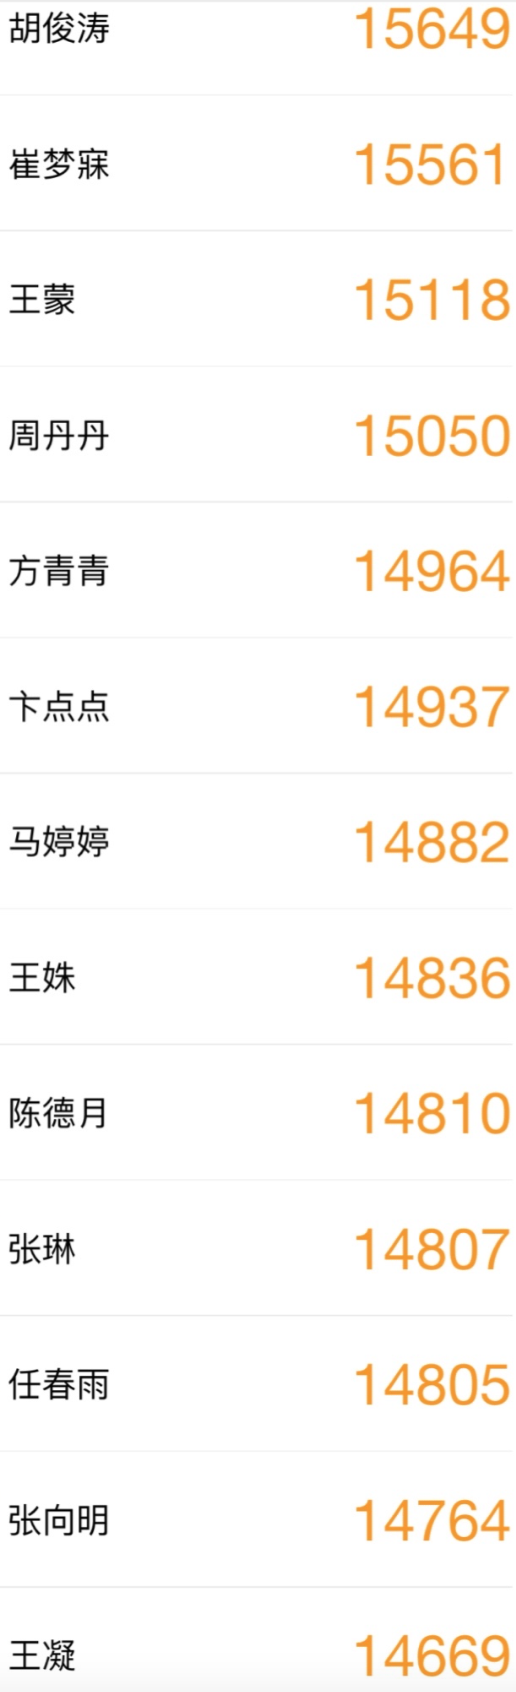 胡俊涛 15649
崔梦寐 15561
王蒙 15118
周丹丹 15050
方青青 14964
卞点点 14937
马婷婷 14882
王姝 14836
陈德月 14810
张琳 14807
任春雨 14805
张向明 14764
王凝 14669